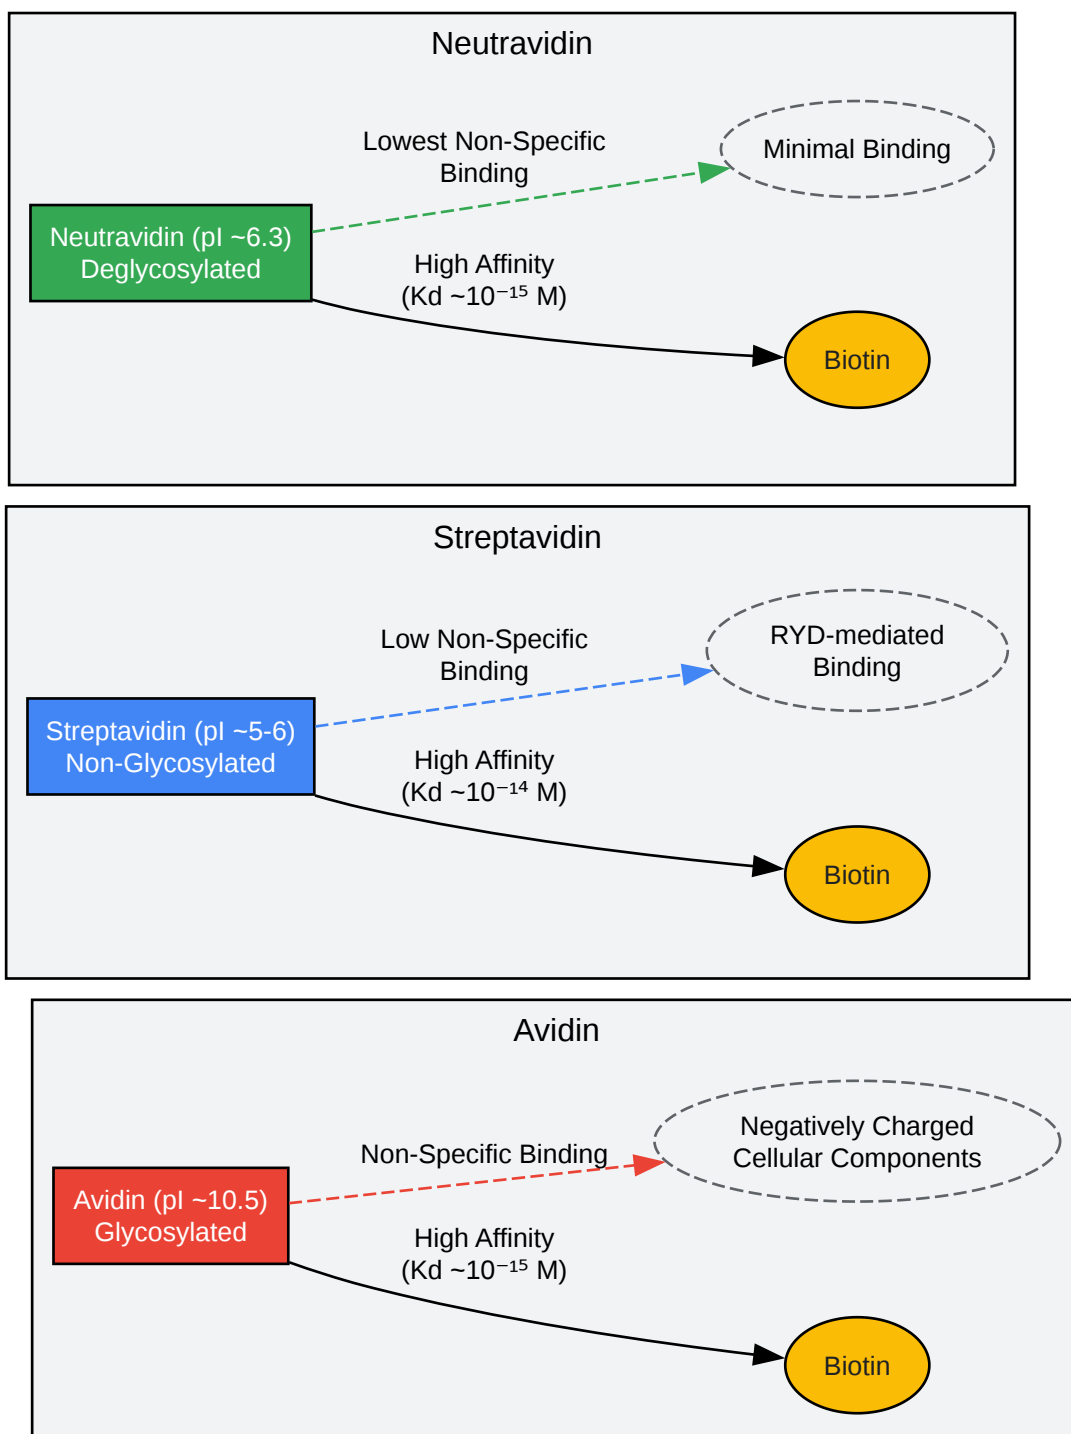 Neutravidin
Lowest Non-Specific
Binding
Minimal Binding
Neutravidin (pI ~6.3)
Deglycosylated
High Affinity
(Kd ~10⁻¹⁵ M)
Biotin
Streptavidin
Low Non-Specific
Binding
RYD-mediated
Binding
Streptavidin (pI ~5-6)
Non-Glycosylated
High Affinity
(Kd ~10⁻¹⁴ M)
Biotin
Avidin
Non-Specific Binding
Negatively Charged
Cellular Components
Avidin (pI ~10.5)
Glycosylated
High Affinity
(Kd ~10⁻¹⁵ M)
Biotin